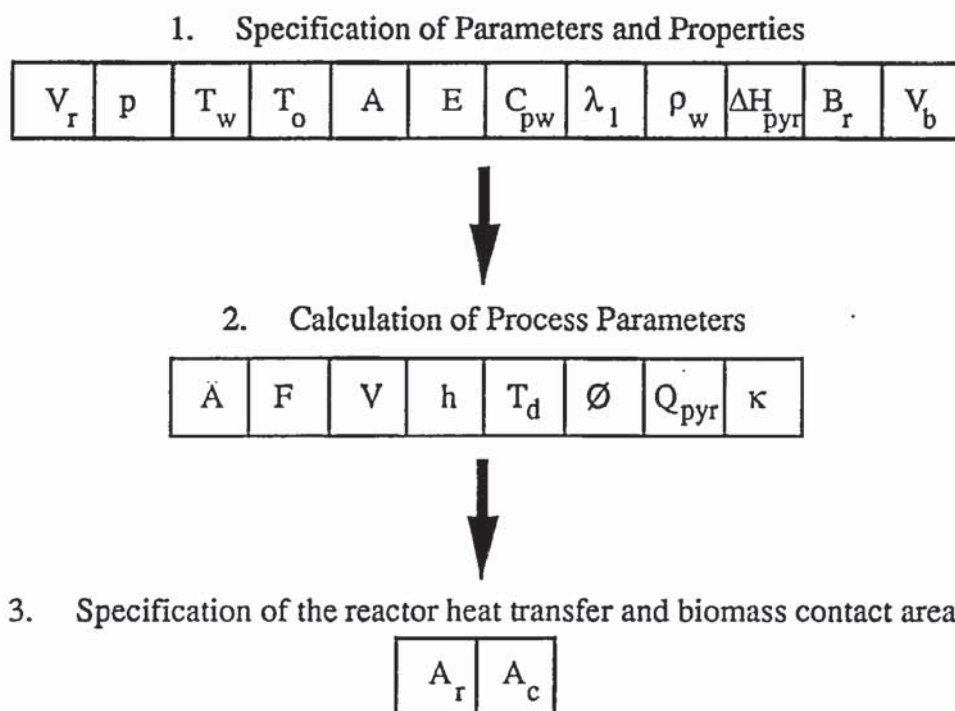 1. Specification of Parameters and Properties
V_r p T_w T_o A E C_pw λ_1 ρ_w ΔH_pyr B_r V_b
2. Calculation of Process Parameters
Ä F V h T_d Ø Q_pyr κ
3. Specification of the reactor heat transfer and biomass contact area
A_r A_c